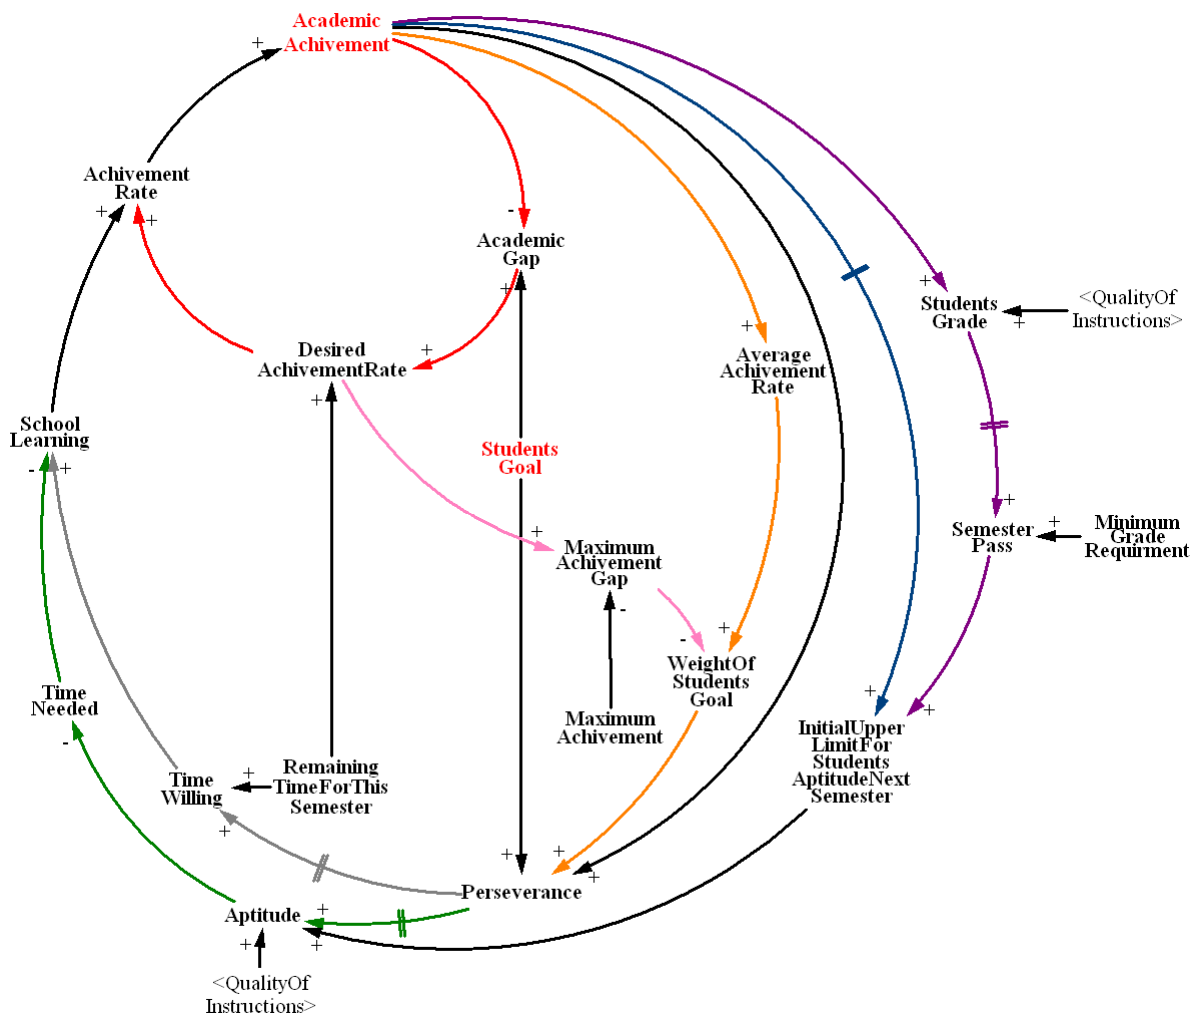 Academic
Achivement
+
Achivement
Rate
+
+
-
Academic
Gap
+
+
Students
Grade
+
<QualityOf
Instructions>
+
Desired
AchivementRate
+
+
Average
Achivement
Rate
School
Learning
-
+
Students
Goal
+
Maximum
Achivement
Gap
-
+
Semester
Pass
+
Minimum
Grade
Requirment
-
+
WeightOf
Students
Goal
Time
Needed
-
Maximum
Achivement
+
+
InitialUpper
LimitFor
Students
AptitudeNext
Semester
Time
Willing
+
+
Remaining
TimeForThis
Semester
+
+
+
Perseverance
Aptitude
+
+
+
<QualityOf
Instructions>